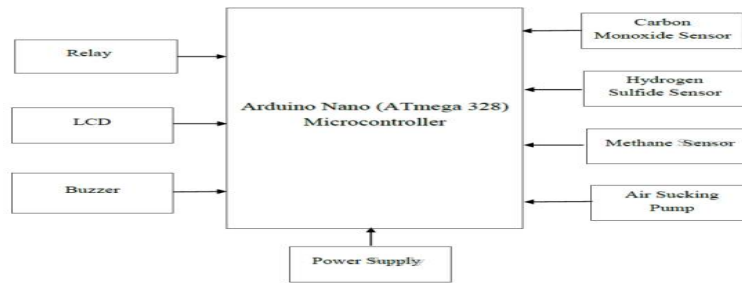 Relay
LCD
Buzzer
Arduino Nano (ATmega 328)
Microcontroller
Carbon
Monoxide Sensor
Hydrogen
Sulfide Sensor
Methane Sensor
Air Sucking
Pump
Power Supply